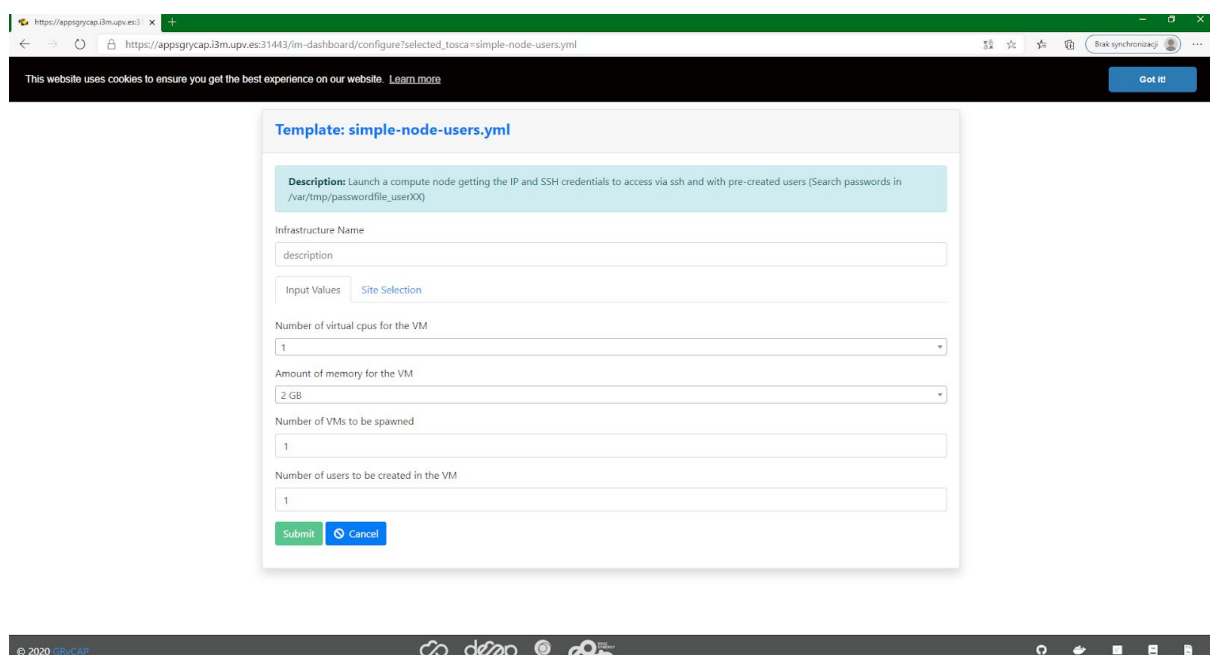 https://appsgrycap.i3m.upv.es:3
https://appsgrycap.i3m.upv.es:31443/im-dashboard/configure?selected_tosca=simple-node-users.yml
Brak synchronizacji
This website uses cookies to ensure you get the best experience on our website. Learn more
Got it!
Template: simple-node-users.yml
Description: Launch a compute node getting the IP and SSH credentials to access via ssh and with pre-created users (Search passwords in
/var/tmp/passwordfile_userXX)
Infrastructure Name
description
Input Values Site Selection
Number of virtual cpus for the VM
1
Amount of memory for the VM
2 GB
Number of VMs to be spawned
1
Number of users to be created in the VM
1
Submit Cancel
© 2020 GRyCAP
deep